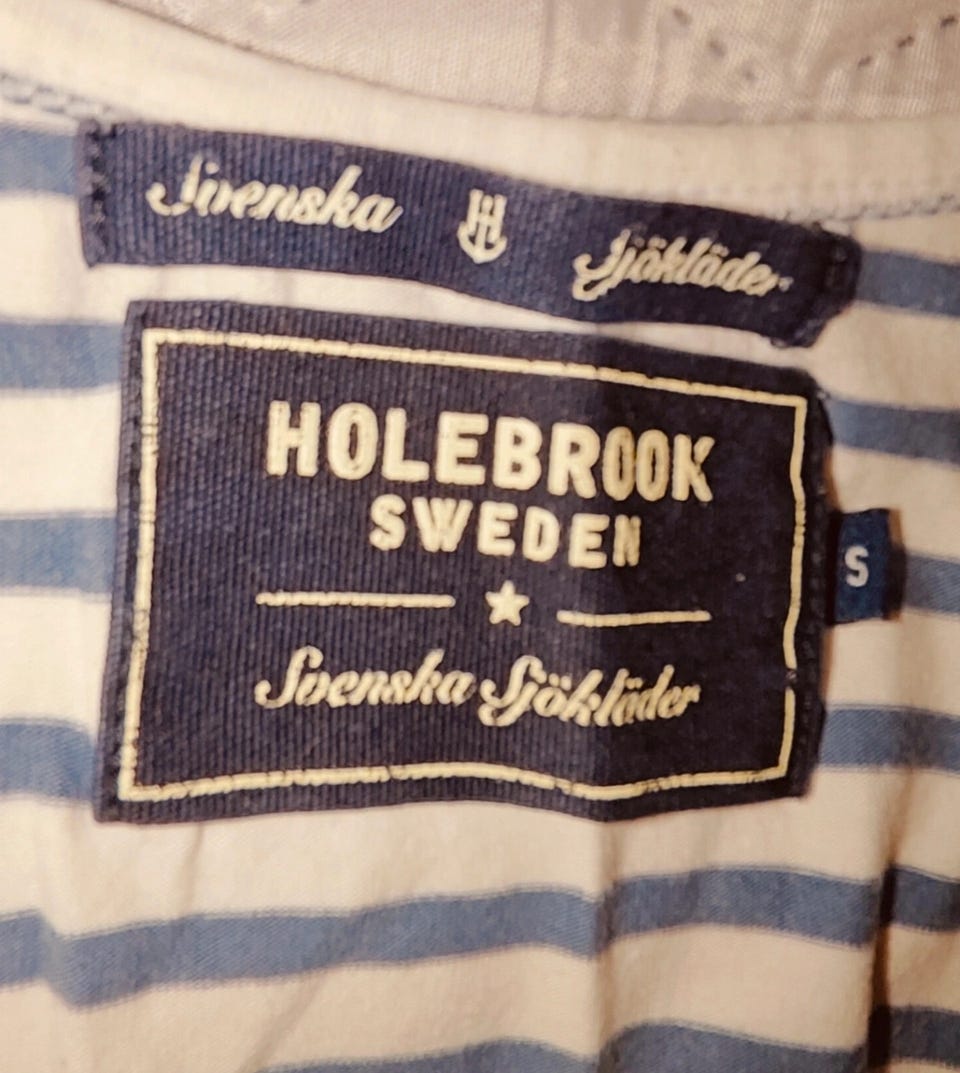 Svenska H Sjökläder
HOLEBROOK
SWEDEN
Svenska Sjökläder
S